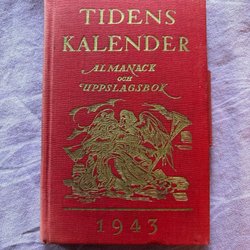 TIDENS
KALENDER
ALMANACK
OCH
UPPSLAGSBOK
1943